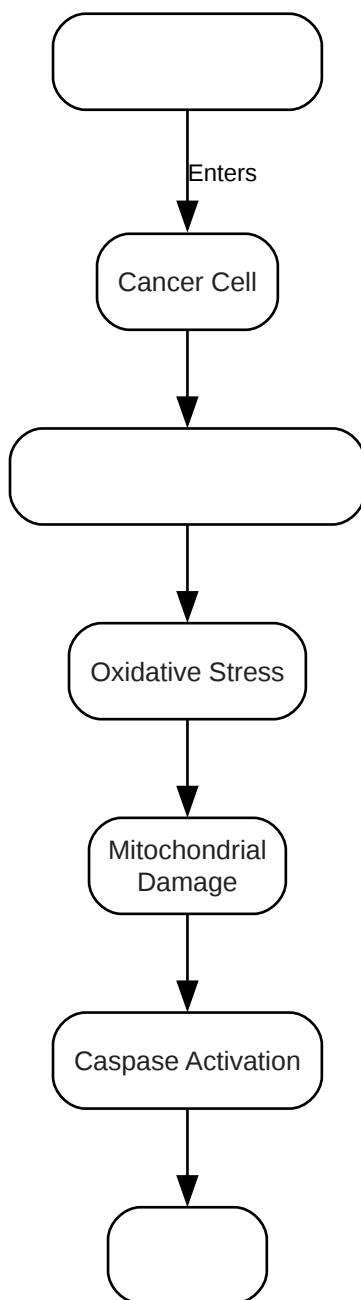 Enters
Cancer Cell
Oxidative Stress
Mitochondrial
Damage
Caspase Activation